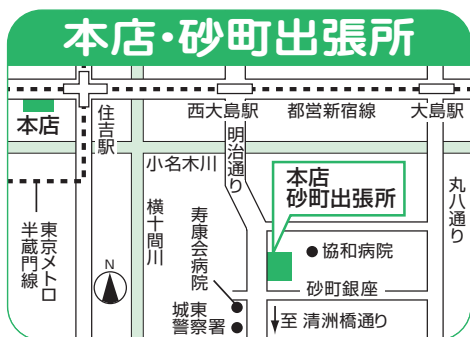 本店・砂町出張所
本店
住吉駅
西大島駅
都営新宿線
大島駅
明治通り
小名木川
本店
砂町出張所
丸八通り
東京メトロ
半蔵門線
横十間川
寿康会病院
協和病院
N
砂町銀座
城東
警察署
至 清洲橋通り